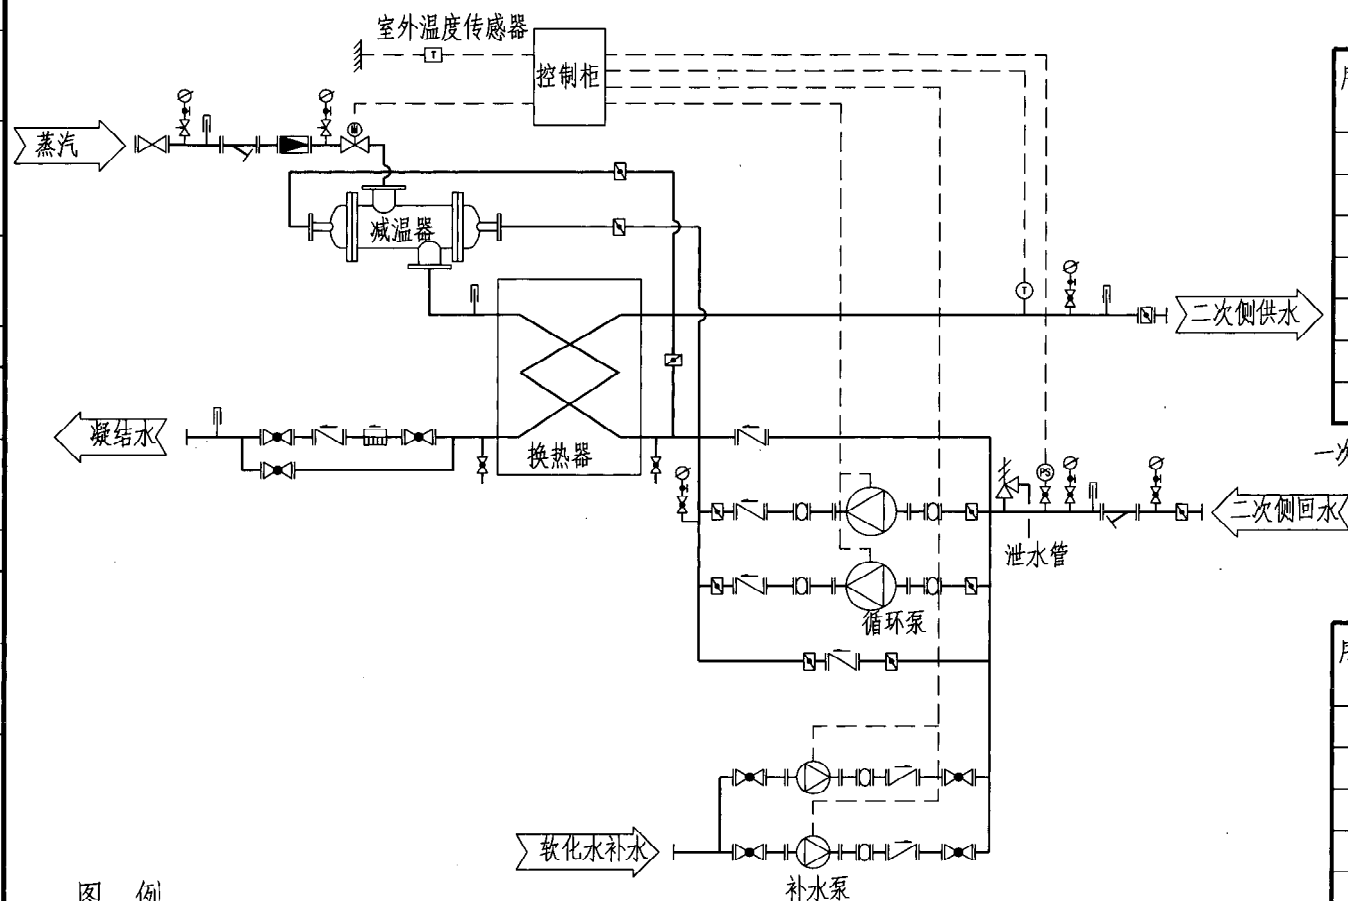 室外温度传感器
T
控制柜
蒸汽
M
减温器
T
二次侧供水
凝结水
换热器
PS
二次侧回水
泄水管
循环泵
软化水补水
补水泵
图 例